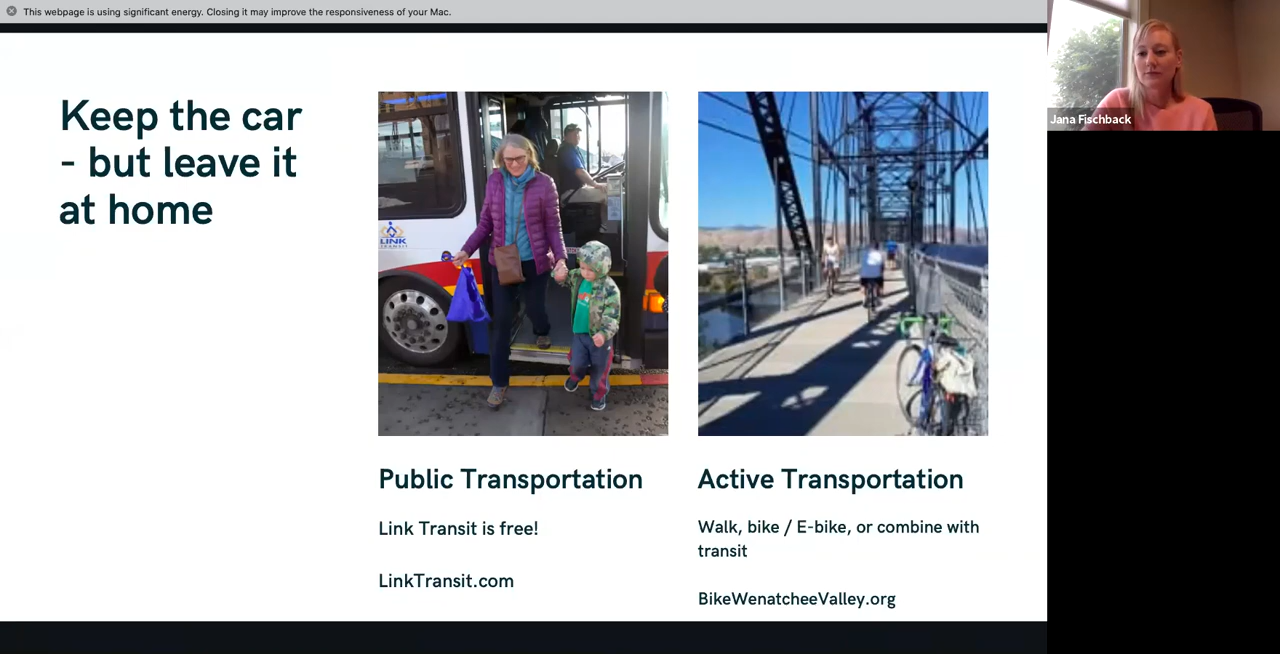 This webpage is using significant energy. Closing it may improve the responsiveness of your Mac.
Jana Fischback
Keep the car
- but leave it
at home
LINK
TRANSIT
Public Transportation
Link Transit is free!
LinkTransit.com
Active Transportation
Walk, bike / E-bike, or combine with
transit
BikeWenatcheeValley.org